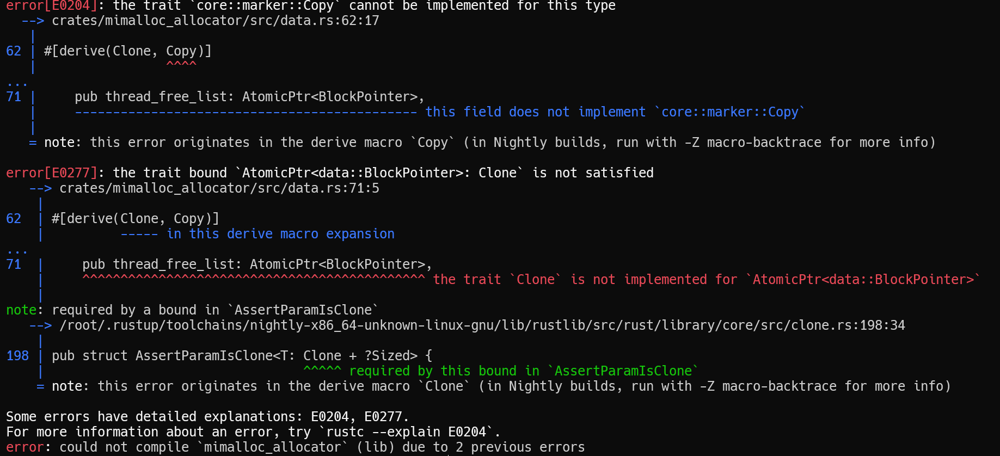 error[E0204]: the trait `core::marker::Copy` cannot be implemented for this type
  --> crates/mimalloc_allocator/src/data.rs:62:17
   |
62 | #[derive(Clone, Copy)]
   |                 ^^^^
...
71 |     pub thread_free_list: AtomicPtr<BlockPointer>,
   |     --------------------------------------------- this field does not implement `core::marker::Copy`
   |
   = note: this error originates in the derive macro `Copy` (in Nightly builds, run with -Z macro-backtrace for more info)

error[E0277]: the trait bound `AtomicPtr<data::BlockPointer>: Clone` is not satisfied
   --> crates/mimalloc_allocator/src/data.rs:71:5
    |
62  | #[derive(Clone, Copy)]
    |          ----- in this derive macro expansion
...
71  |     pub thread_free_list: AtomicPtr<BlockPointer>,
    |     ^^^^^^^^^^^^^^^^^^^^^^^^^^^^^^^^^^^^^^^^^^^^^ the trait `Clone` is not implemented for `AtomicPtr<data::BlockPointer>`
    |
note: required by a bound in `AssertParamIsClone`
   --> /root/.rustup/toolchains/nightly-x86_64-unknown-linux-gnu/lib/rustlib/src/rust/library/core/src/clone.rs:198:34
    |
198 | pub struct AssertParamIsClone<T: Clone + ?Sized> {
    |                                  ^^^^^ required by this bound in `AssertParamIsClone`
    = note: this error originates in the derive macro `Clone` (in Nightly builds, run with -Z macro-backtrace for more info)

Some errors have detailed explanations: E0204, E0277.
For more information about an error, try `rustc --explain E0204`.
error: could not compile `mimalloc_allocator` (lib) due to 2 previous errors